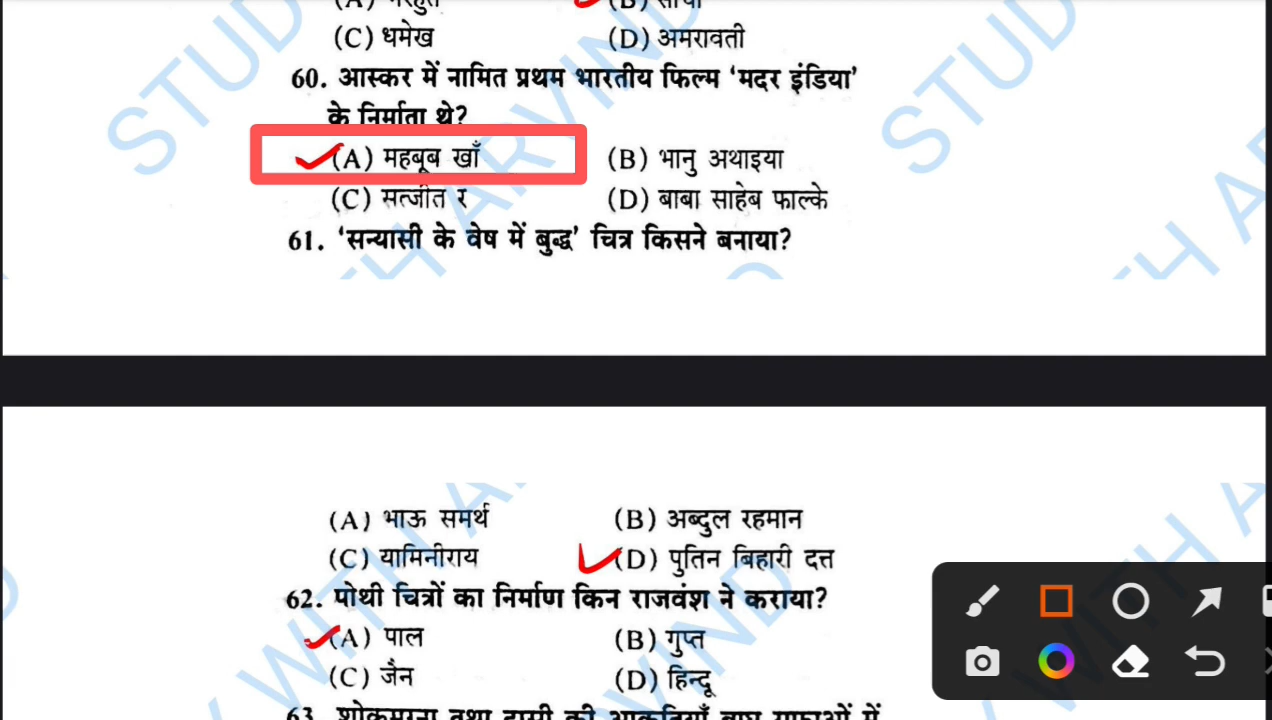 (C) धमेख (D) अमरावती
60. आस्कर में नामित प्रथम भारतीय फिल्म ‘मदर इंडिया’
के निर्माता थे?
(A) महबूब खाँ (B) भानु अथाइया
(C) सत्जीत र (D) बाबा साहेब फाल्के
61. ‘सन्यासी के वेष में बुद्ध’ चित्र किसने बनाया?
(A) भाऊ समर्थ (B) अब्दुल रहमान
(C) यामिनीराय (D) पुतिन बिहारी दत्त
62. पोथी चित्रों का निर्माण किन राजवंश ने कराया?
(A) पाल (B) गुप्त
(C) जैन (D) हिन्दू